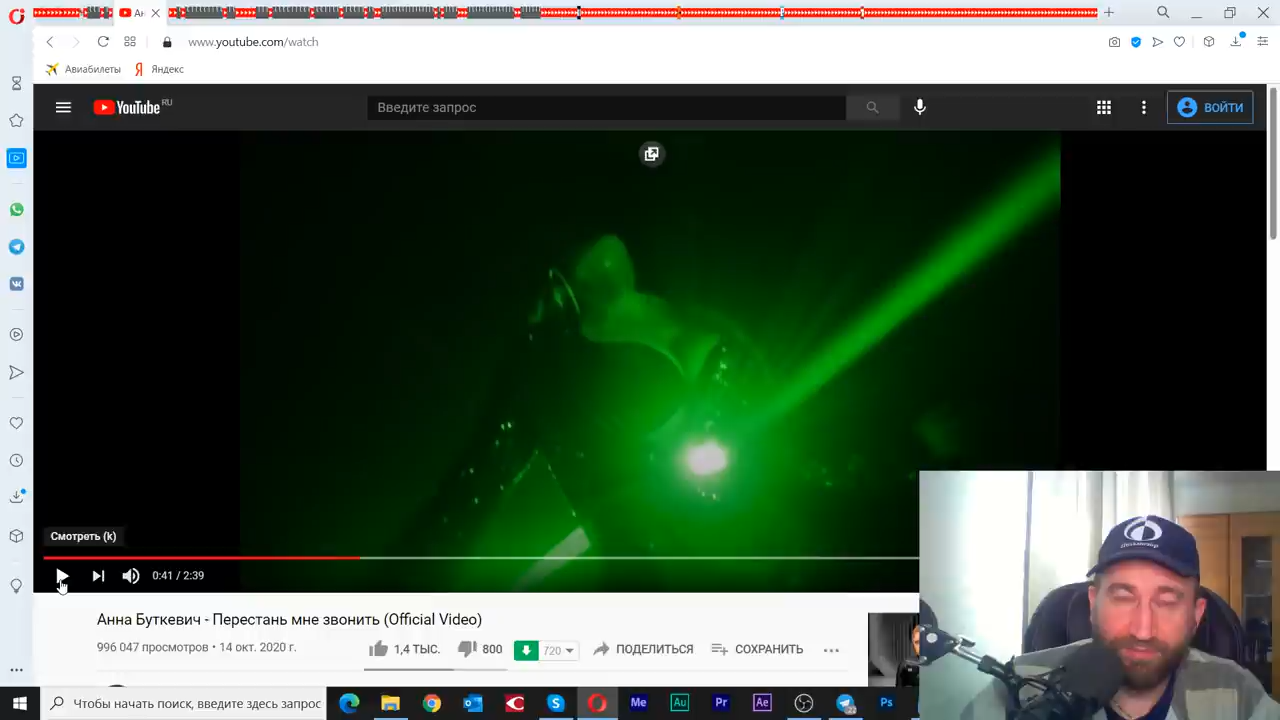 www.youtube.com/watch
Авиабилеты
Яндекс
YouTube RU
Введите запрос
ВОЙТИ
Смотреть (k)
0:41 / 2:39
Анна Буткевич - Перестань мне звонить (Official Video)
996 047 просмотров • 14 окт. 2020 г.
1,4 ТЫС.
800
720
ПОДЕЛИТЬСЯ
СОХРАНИТЬ
Чтобы начать поиск, введите здесь запрос
Me
Au
Pr
Ae
Ps